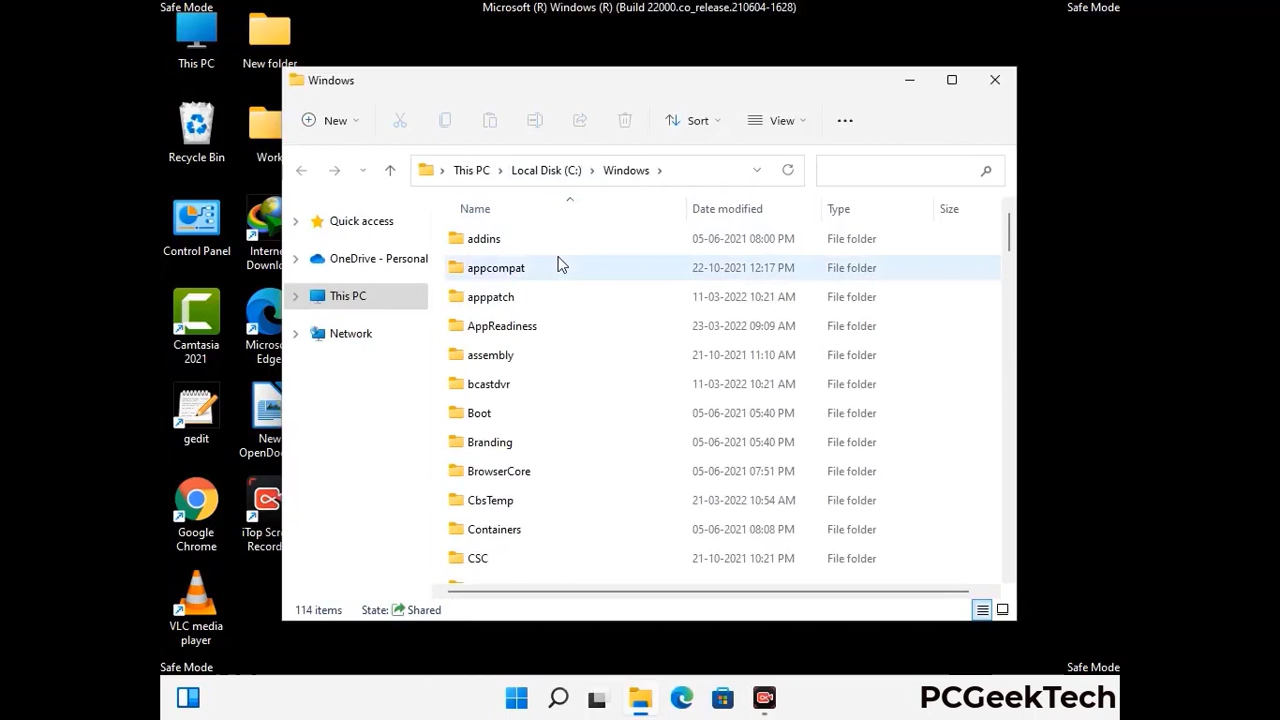 Safe Mode
Microsoft (R) Windows (R) (Build 22000.co_release.210604-1628)
Safe Mode
This PC
New folder
Recycle Bin
Work
Control Panel
Internet
Downlo
Camtasia
2021
Micros
Edge
gedit
New
OpenDo
Google
Chrome
iTop Scr
Record
VLC media
player
Windows
New
Sort
View
This PC
Local Disk (C:)
Windows
Quick access
OneDrive - Personal
This PC
Network
Name Date modified Type Size
addins 05-06-2021 08:00 PM File folder
appcompat 22-10-2021 12:17 PM File folder
apppatch 11-03-2022 10:21 AM File folder
AppReadiness 23-03-2022 09:09 AM File folder
assembly 21-10-2021 11:10 AM File folder
bcastdvr 11-03-2022 10:21 AM File folder
Boot 05-06-2021 05:40 PM File folder
Branding 05-06-2021 05:40 PM File folder
BrowserCore 05-06-2021 07:51 PM File folder
CbsTemp 21-03-2022 10:54 AM File folder
Containers 05-06-2021 08:08 PM File folder
CSC 21-10-2021 10:21 PM File folder
114 items State: Shared
Safe Mode
Safe Mode
PCGeekTech